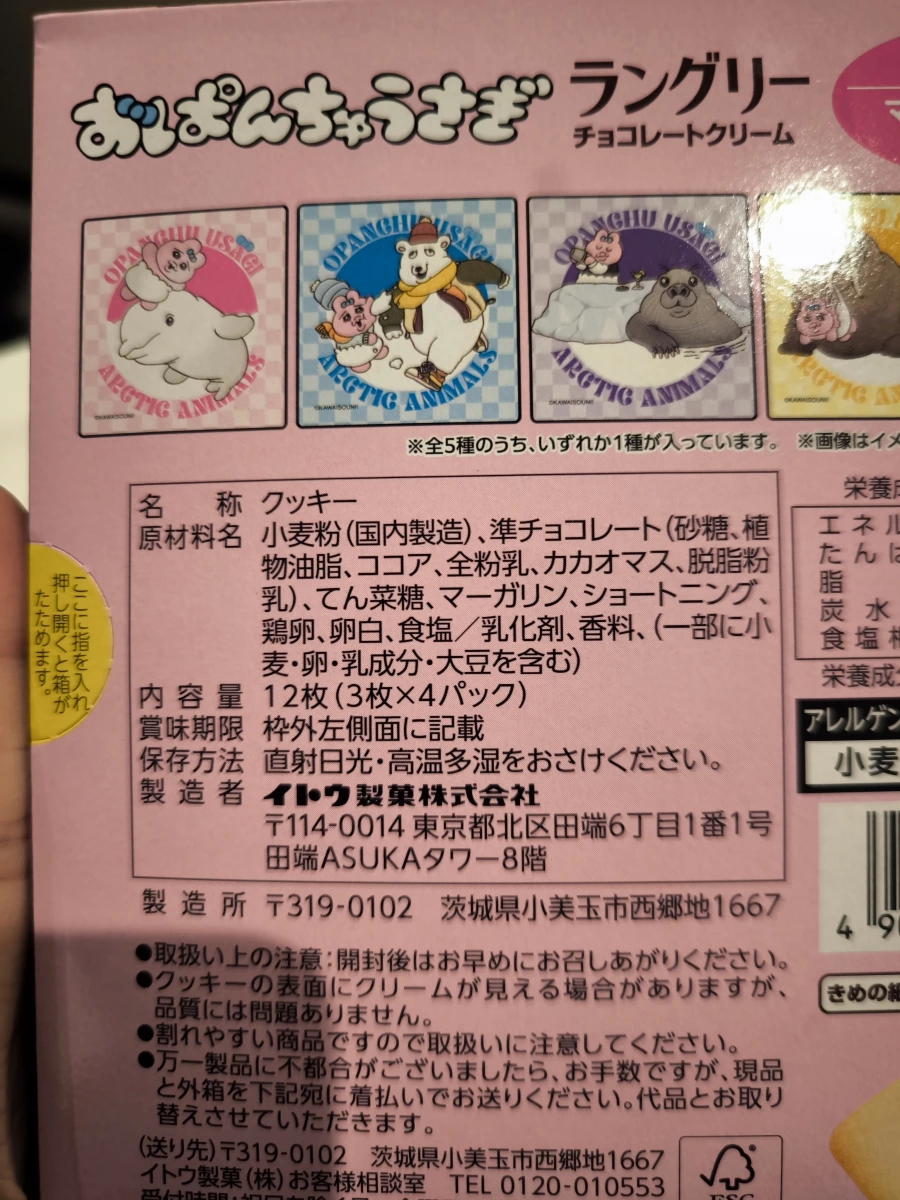 おぱんちゅうさぎ ラングリー
チョコレートクリーム
OPANCHU USAGI
ARCTIC ANIMALS
©KAWAISOUNI!
OPANCHU USAGI
ARCTIC ANIMALS
©KAWAISOUNI!
OPANCHU USAGI
ARCTIC ANIMALS
©KAWAISOUNI!
ARCTIC AN
©KAWAISOUNI!
※全5種のうち、いずれか1種が入っています。 ※画像はイメ
名称 クッキー
原材料名 小麦粉(国内製造)、準チョコレート(砂糖、植
物油脂、ココア、全粉乳、カカオマス、脱脂粉
乳)、てん菜糖、マーガリン、ショートニング、
鶏卵、卵白、食塩/乳化剤、香料、(一部に小
麦・卵・乳成分・大豆を含む)
内容量 12枚(3枚×4パック)
賞味期限 枠外左側面に記載
保存方法 直射日光・高温多湿をおさけください。
製造者 イトウ製菓株式会社
〒114-0014 東京都北区田端6丁目1番1号
田端ASUKAタワー8階
製造所 〒319-0102 茨城県小美玉市西郷地1667
●取扱い上の注意:開封後はお早めにお召しあがりください。
●クッキーの表面にクリームが見える場合がありますが、
品質には問題ありません。
●割れやすい商品ですので取扱いに注意してください。
●万一製品に不都合がございましたら、お手数ですが、現品
と外箱を下記宛に着払いでお送りください。代品とお取り
替えさせていただきます。
(送り先)〒319-0102 茨城県小美玉市西郷地1667
イトウ製菓(株)お客様相談室 TEL 0120-010553
FSC
ここに指を入れ
押し開くと箱が
たためます。
栄養成
エネル
たんぱ
脂
炭水
食塩相
栄養成分
アレルゲン
小麦
4 90
きめの細